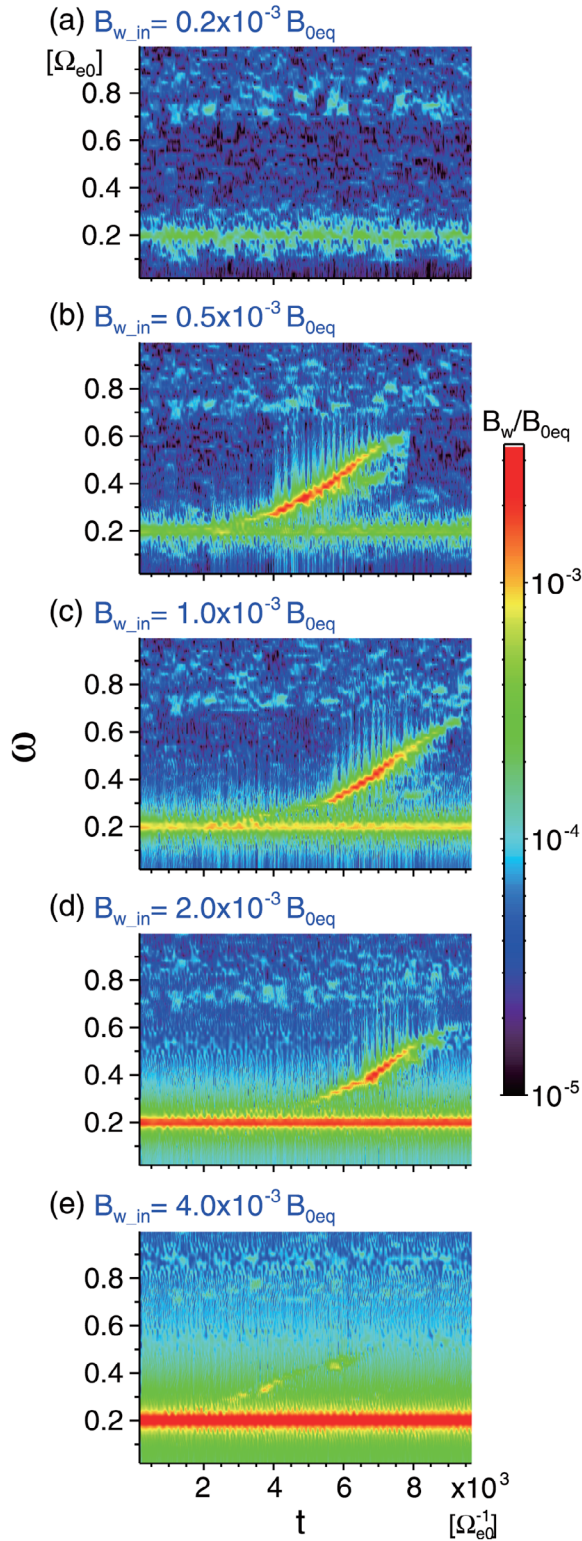 (a) B_w_in = 0.2x10⁻³ B_0eq
[Ω_e0]
0.8
0.6
0.4
0.2
(b) B_w_in = 0.5x10⁻³ B_0eq
0.8
0.6
0.4
0.2
B_w/B_0eq
10⁻³
10⁻⁴
10⁻⁵
(c) B_w_in = 1.0x10⁻³ B_0eq
0.8
0.6
0.4
0.2
ω
(d) B_w_in = 2.0x10⁻³ B_0eq
0.8
0.6
0.4
0.2
(e) B_w_in = 4.0x10⁻³ B_0eq
0.8
0.6
0.4
0.2
2 4 6 8 x10³
t [Ω_e0⁻¹]